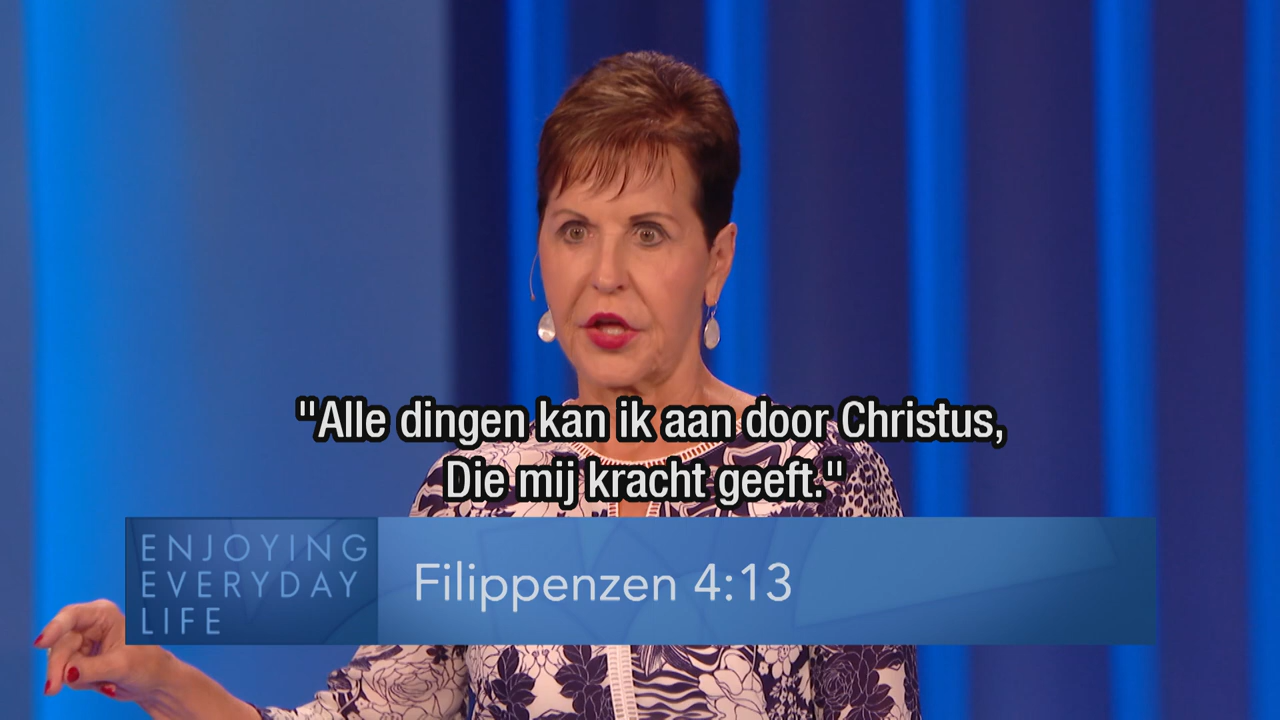 "Alle dingen kan ik aan door Christus,
Die mij kracht geeft."
ENJOYING
EVERYDAY
LIFE
Filippenzen 4:13